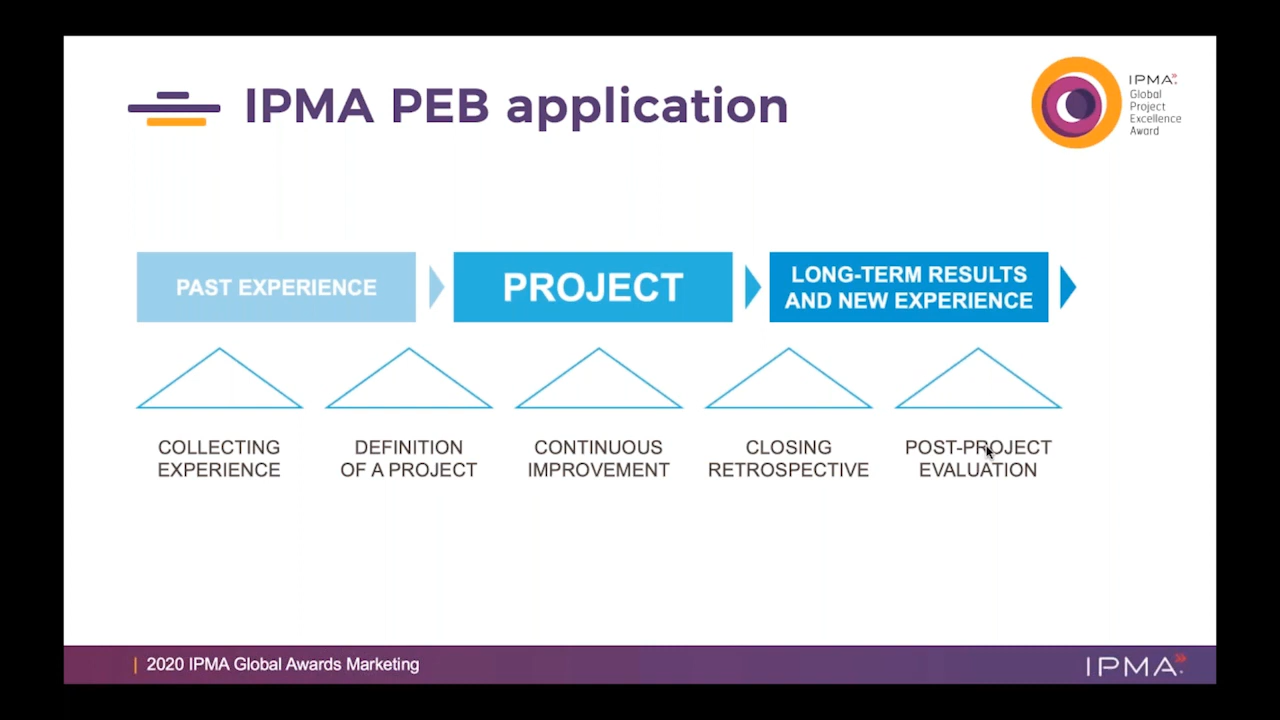 IPMA PEB application
IPMA
Global
Project
Excellence
Award
PAST EXPERIENCE
PROJECT
LONG-TERM RESULTS
AND NEW EXPERIENCE
COLLECTING
EXPERIENCE
DEFINITION
OF A PROJECT
CONTINUOUS
IMPROVEMENT
CLOSING
RETROSPECTIVE
POST-PROJECT
EVALUATION
2020 IPMA Global Awards Marketing
IPMA